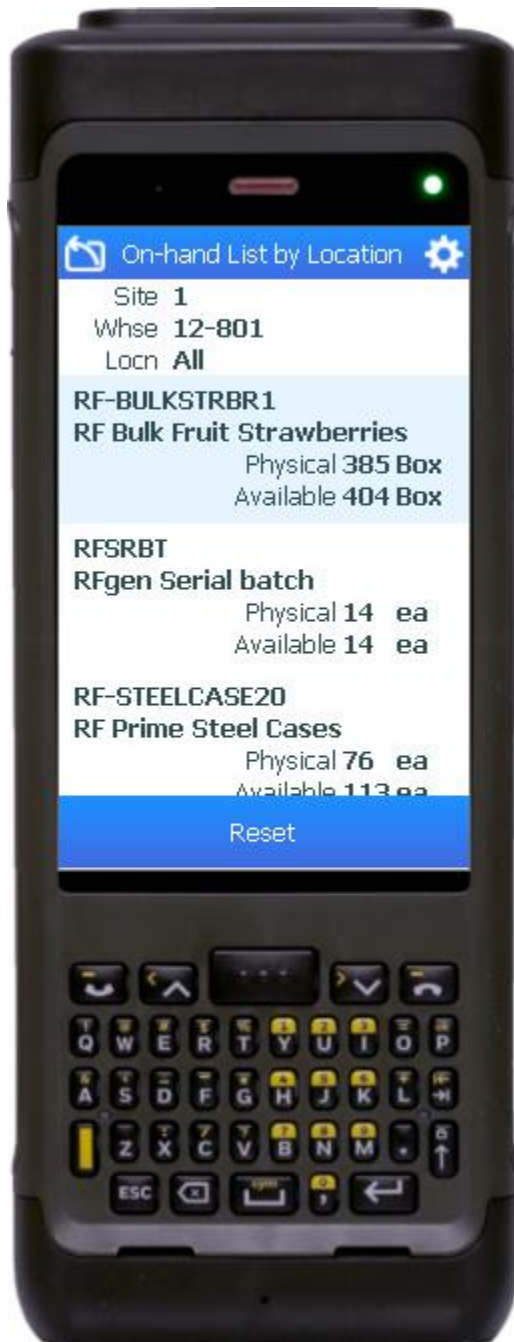 On-hand List by Location
Site 1
Whse 12-801
Locn All
RF-BULKSTRBR1
RF Bulk Fruit Strawberries
Physical 385 Box
Available 404 Box
RFSRBT
RFgen Serial batch
Physical 14 ea
Available 14 ea
RF-STEELCASE20
RF Prime Steel Cases
Physical 76 ea
Available 113 ea
Reset
Q W E R T Y U I O P
A S D F G H J K L
Z X C V B N M .
ESC sym ,